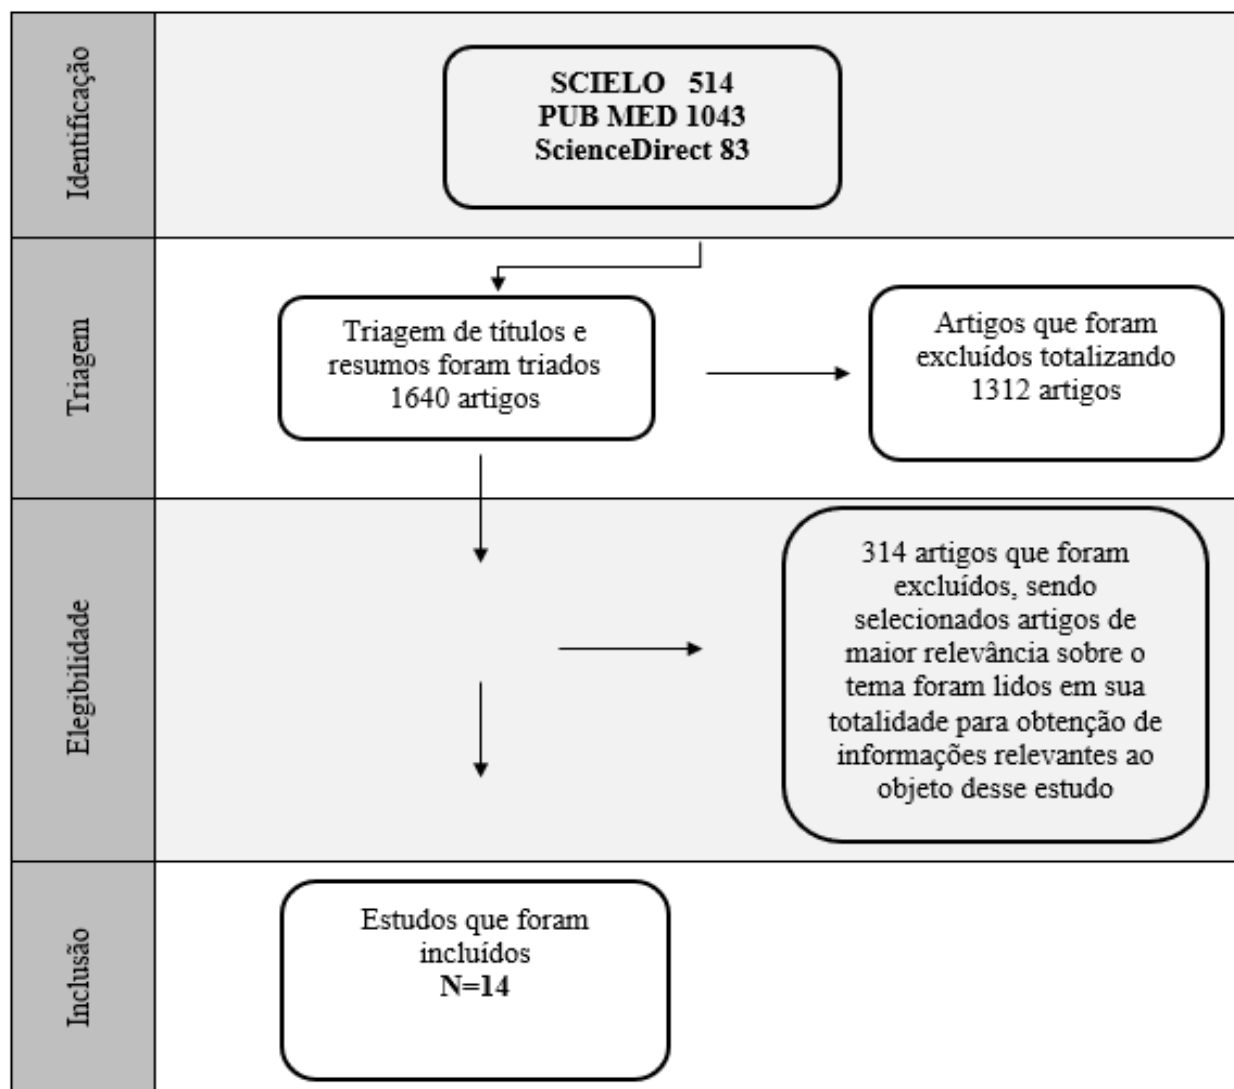 Identificação
SCIELO 514
PUB MED 1043
ScienceDirect 83
Triagem
Triagem de títulos e
resumos foram triados
1640 artigos
Artigos que foram
excluídos totalizando
1312 artigos
Elegibilidade
314 artigos que foram
excluídos, sendo
selecionados artigos de
maior relevância sobre o
tema foram lidos em sua
totalidade para obtenção de
informações relevantes ao
objeto desse estudo
Inclusão
Estudos que foram
incluídos
N=14